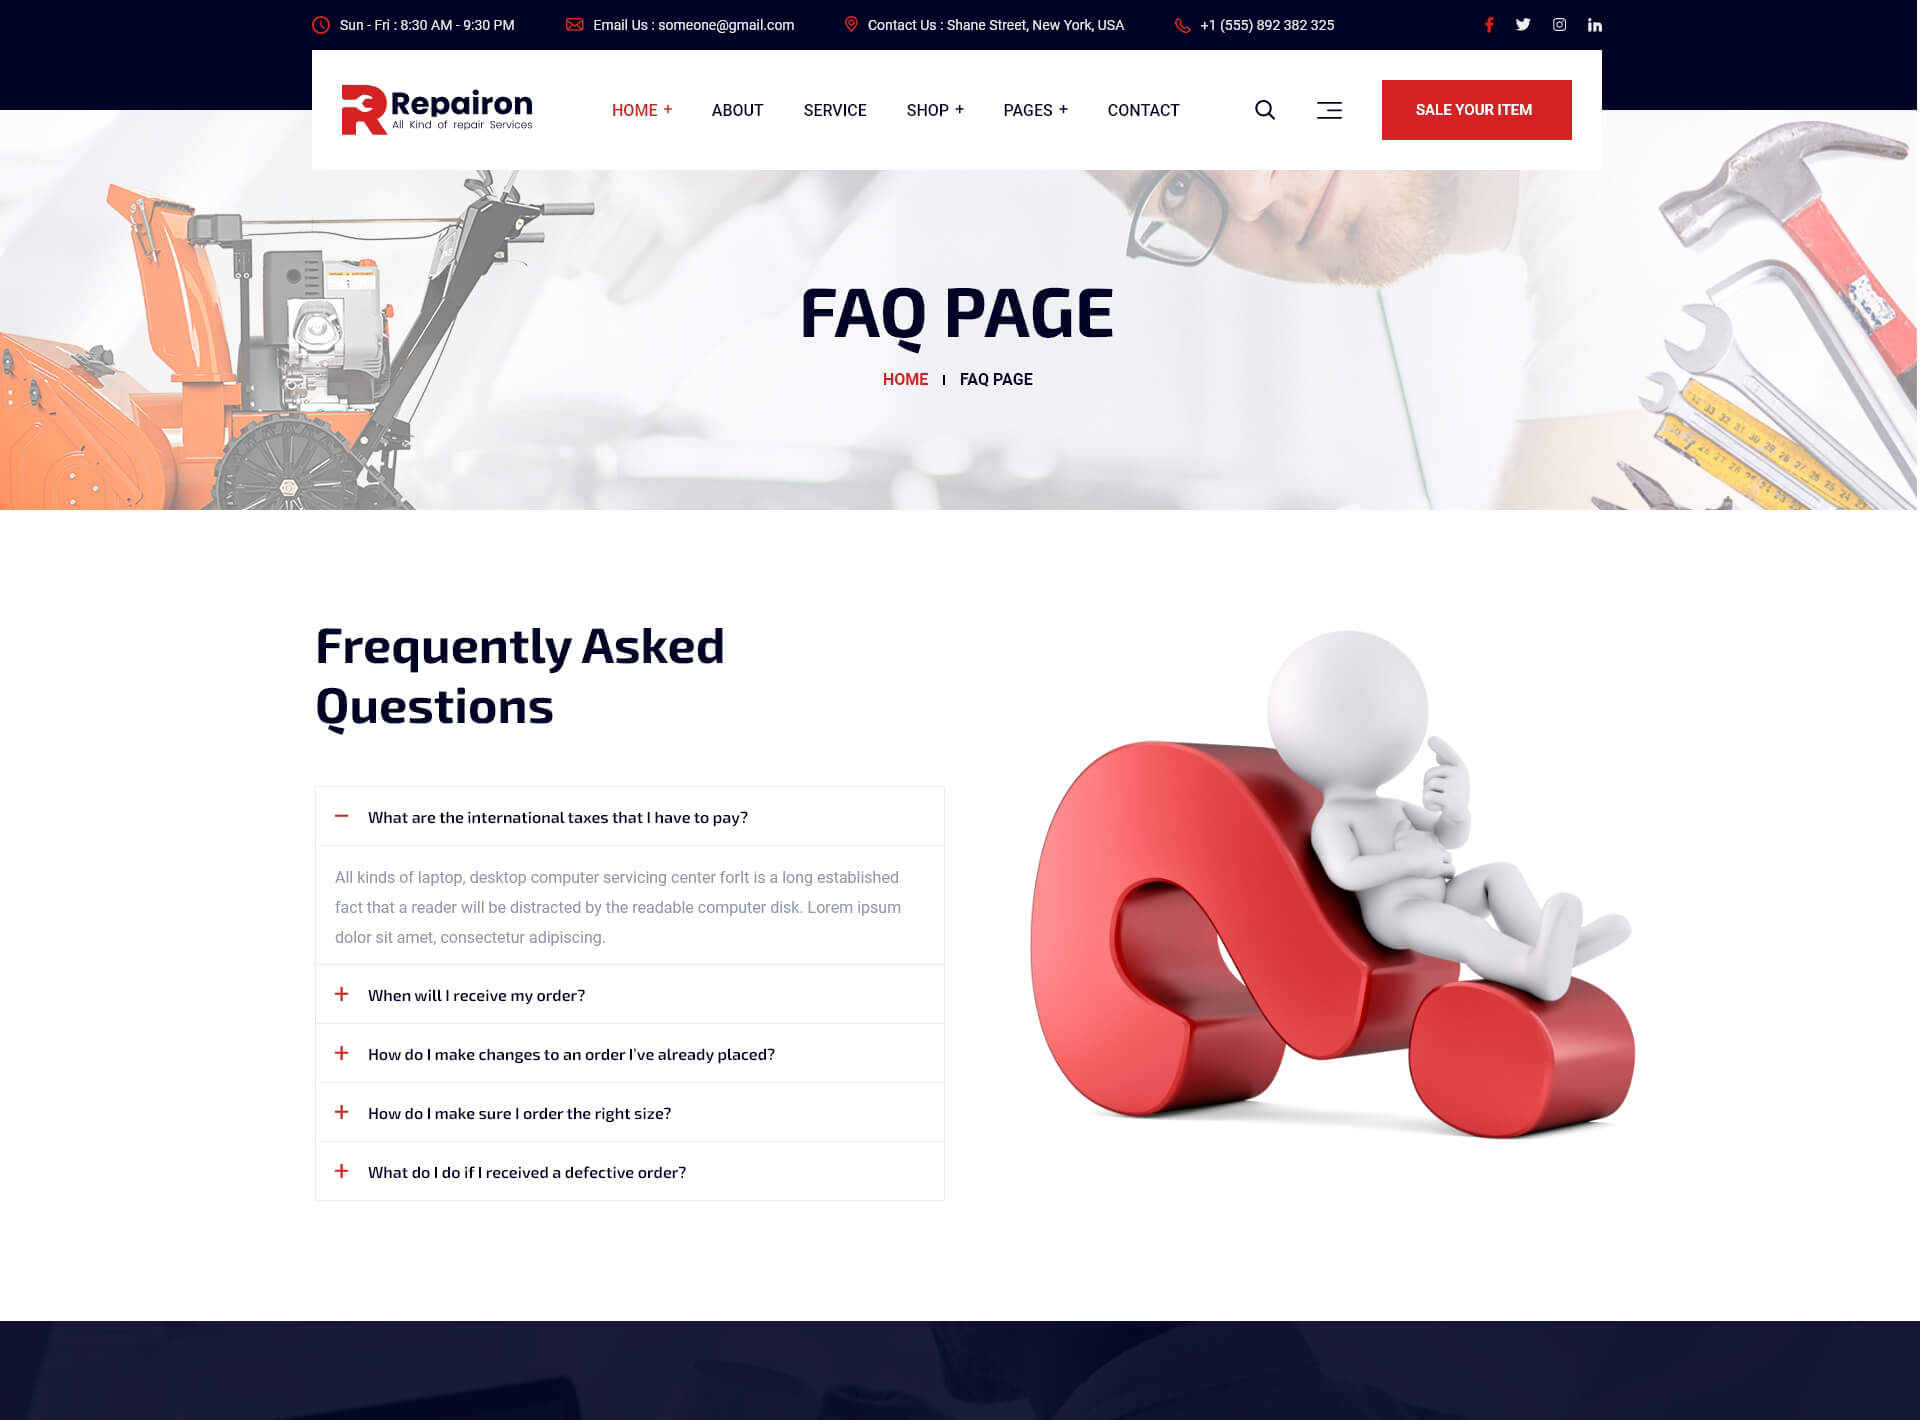 Sun - Fri : 8:30 AM - 9:30 PM
Email Us : someone@gmail.com
Contact Us : Shane Street, New York, USA
+1 (555) 892 382 325
Repairon
All Kind of repair Services
HOME +
ABOUT
SERVICE
SHOP +
PAGES +
CONTACT
SALE YOUR ITEM
FAQ PAGE
HOME
FAQ PAGE
Frequently Asked
Questions
What are the international taxes that I have to pay?
All kinds of laptop, desktop computer servicing center forIt is a long established
fact that a reader will be distracted by the readable computer disk. Lorem ipsum
dolor sit amet, consectetur adipiscing.
When will I receive my order?
How do I make changes to an order I've already placed?
How do I make sure I order the right size?
What do I do if I received a defective order?